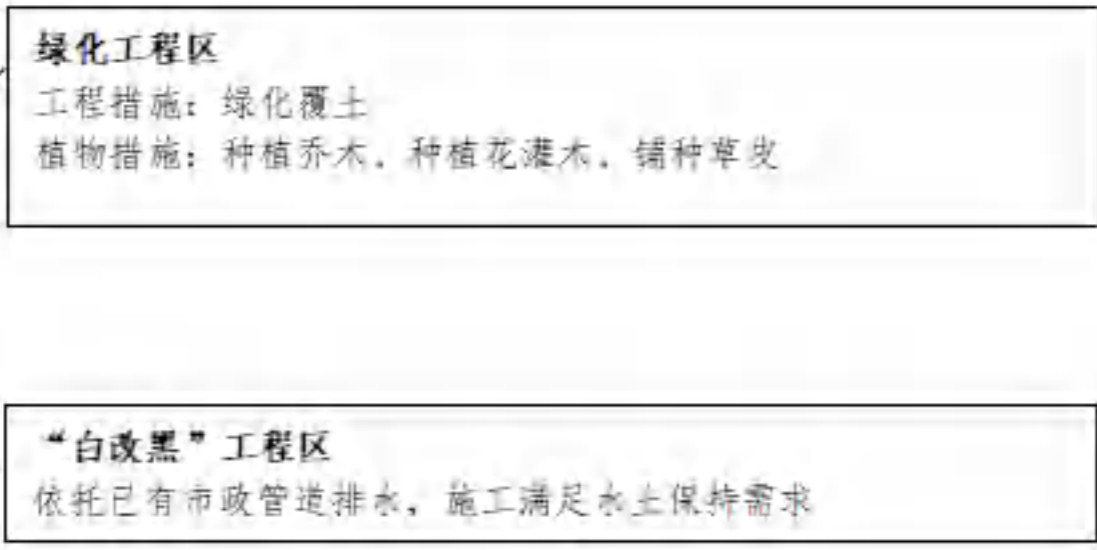 绿化工程区
工程措施：绿化覆土
植物措施：种植乔木，种植花灌木，铺种草皮
“白改黑”工程区
依托已有市政管道排水，施工满足水土保持需求